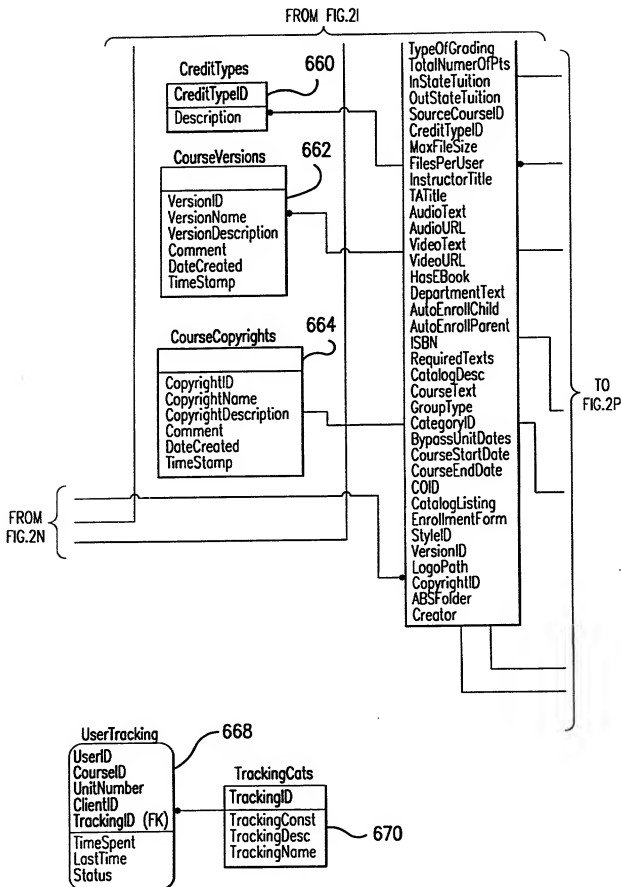 FROM FIG.2I
CreditTypes
660
CreditTypeID
Description
CourseVersions
662
VersionID
VersionName
VersionDescription
Comment
DateCreated
TimeStamp
CourseCopyrights
664
CopyrightID
CopyrightName
CopyrightDescription
Comment
DateCreated
TimeStamp
TypeOfGrading
TotalNumerOfPts
InStateTuition
OutStateTuition
SourceCourseID
CreditTypeID
MaxFileSize
FilesPerUser
InstructorTitle
TATitle
AudioText
AudioURL
VideoText
VideoURL
HasEBook
DepartmentText
AutoEnrollChild
AutoEnrollParent
ISBN
RequiredTexts
CatalogDesc
CourseText
GroupType
CategoryID
BypassUnitDates
CourseStartDate
CourseEndDate
COID
CatalogListing
EnrollmentForm
StyleID
VersionID
LogoPath
CopyrightID
ABSFolder
Creator
TO
FIG.2P
FROM
FIG.2N
UserTracking
668
UserID
CourseID
UnitNumber
ClientID
TrackingID (FK)
TimeSpent
LastTime
Status
TrackingCats
TrackingID
TrackingConst
TrackingDesc
TrackingName
670